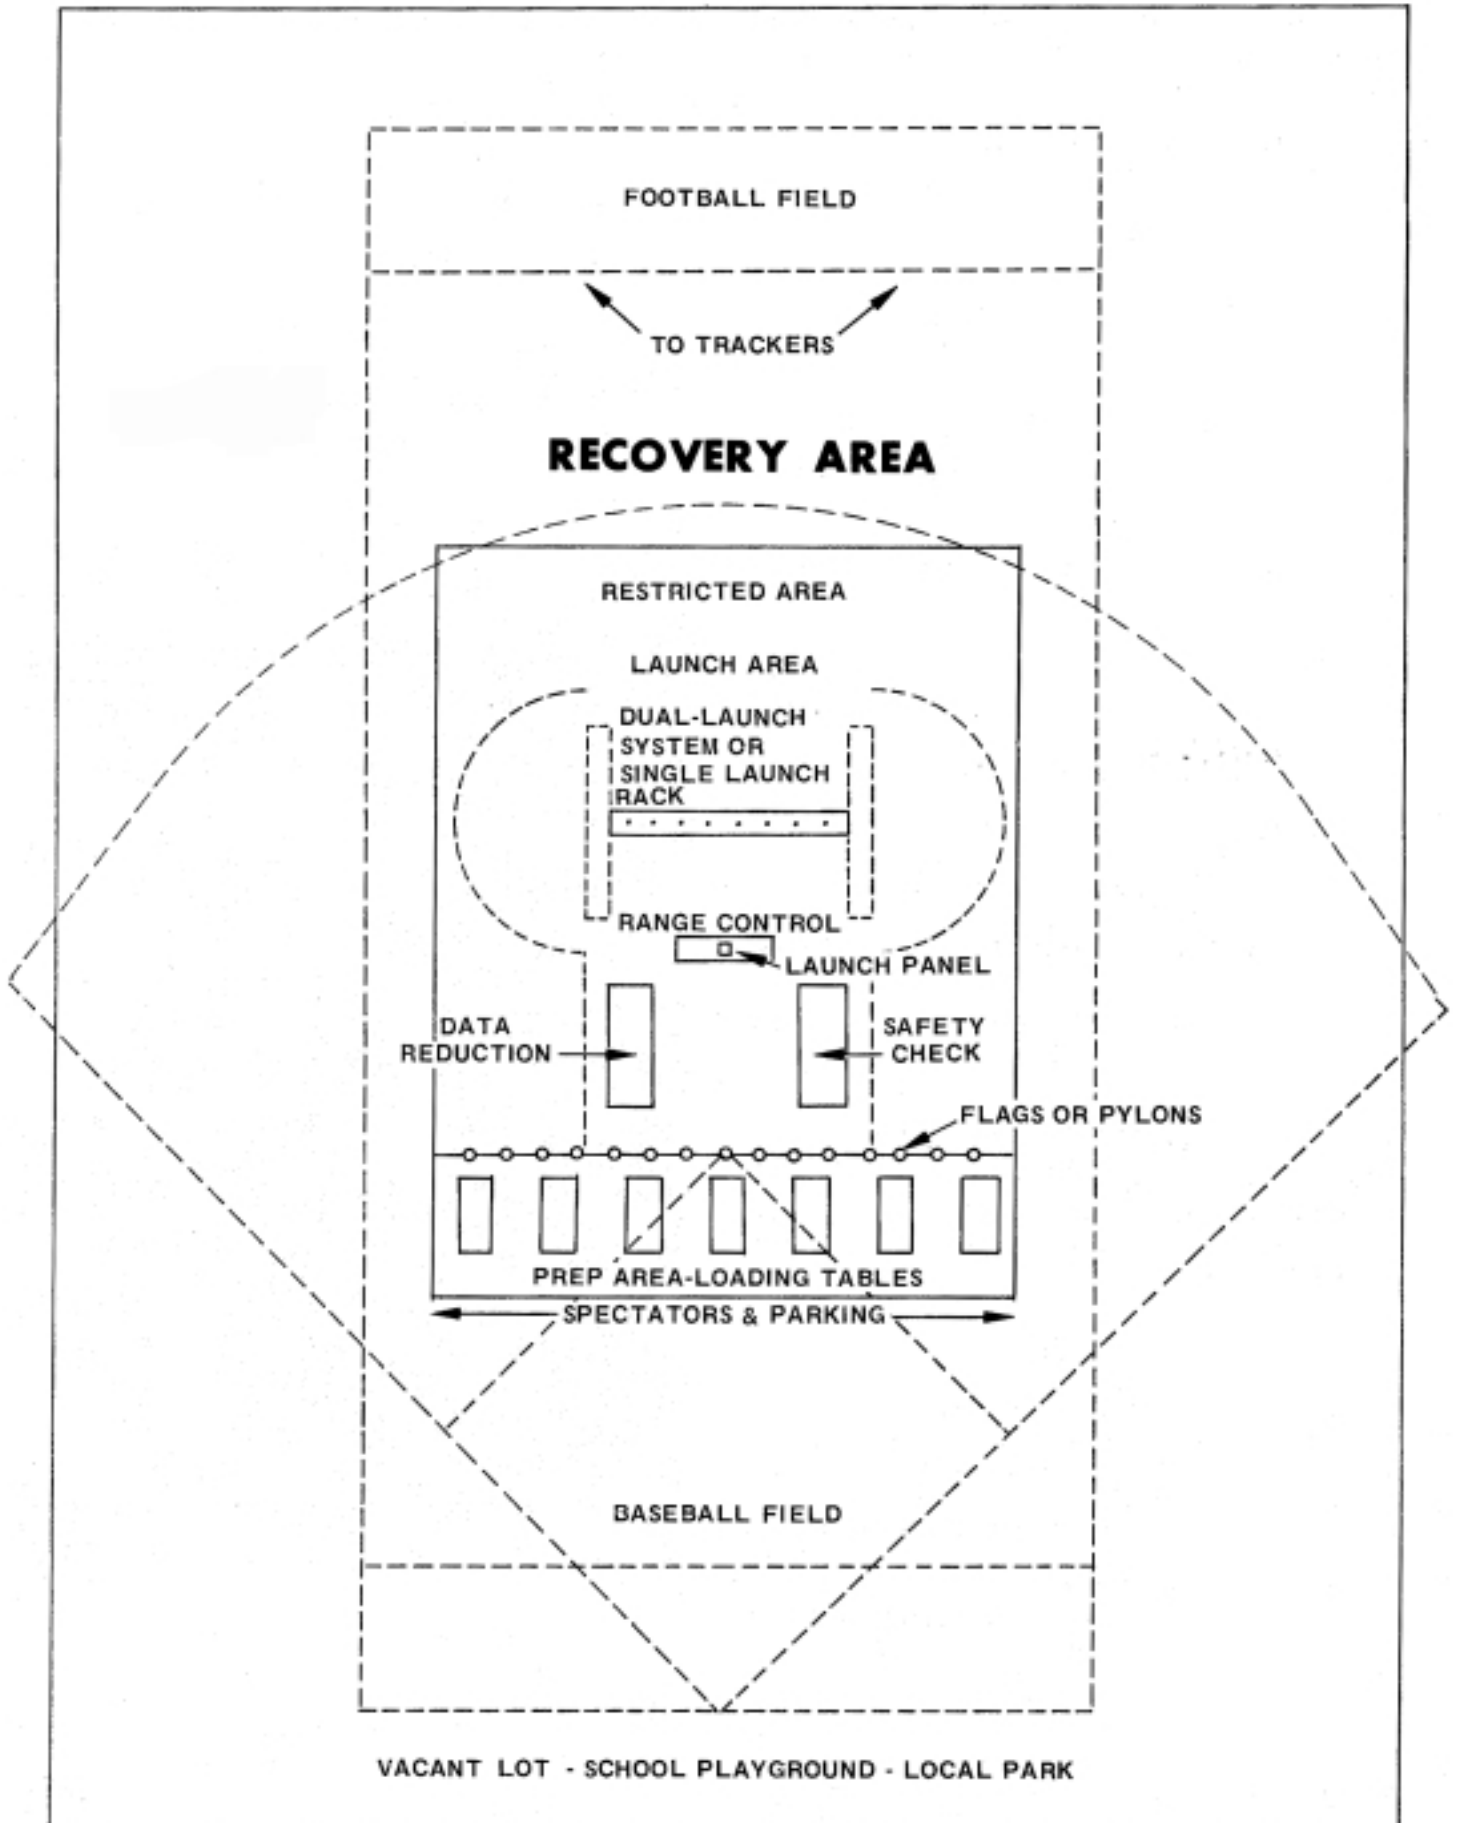 FOOTBALL FIELD
TO TRACKERS
RECOVERY AREA
RESTRICTED AREA
LAUNCH AREA
DUAL-LAUNCH
SYSTEM OR
SINGLE LAUNCH
RACK
RANGE CONTROL
LAUNCH PANEL
DATA
REDUCTION
SAFETY
CHECK
FLAGS OR PYLONS
PREP AREA-LOADING TABLES
SPECTATORS & PARKING
BASEBALL FIELD
VACANT LOT - SCHOOL PLAYGROUND - LOCAL PARK